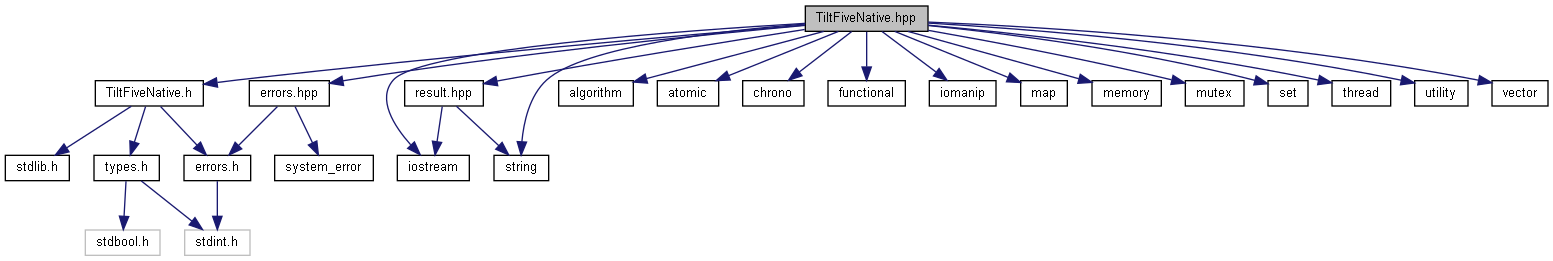 TiltFiveNative.hpp
TiltFiveNative.h
errors.hpp
result.hpp
algorithm
atomic
chrono
functional
iomanip
map
memory
mutex
set
thread
utility
vector
stdlib.h
types.h
errors.h
system_error
iostream
string
stdbool.h
stdint.h